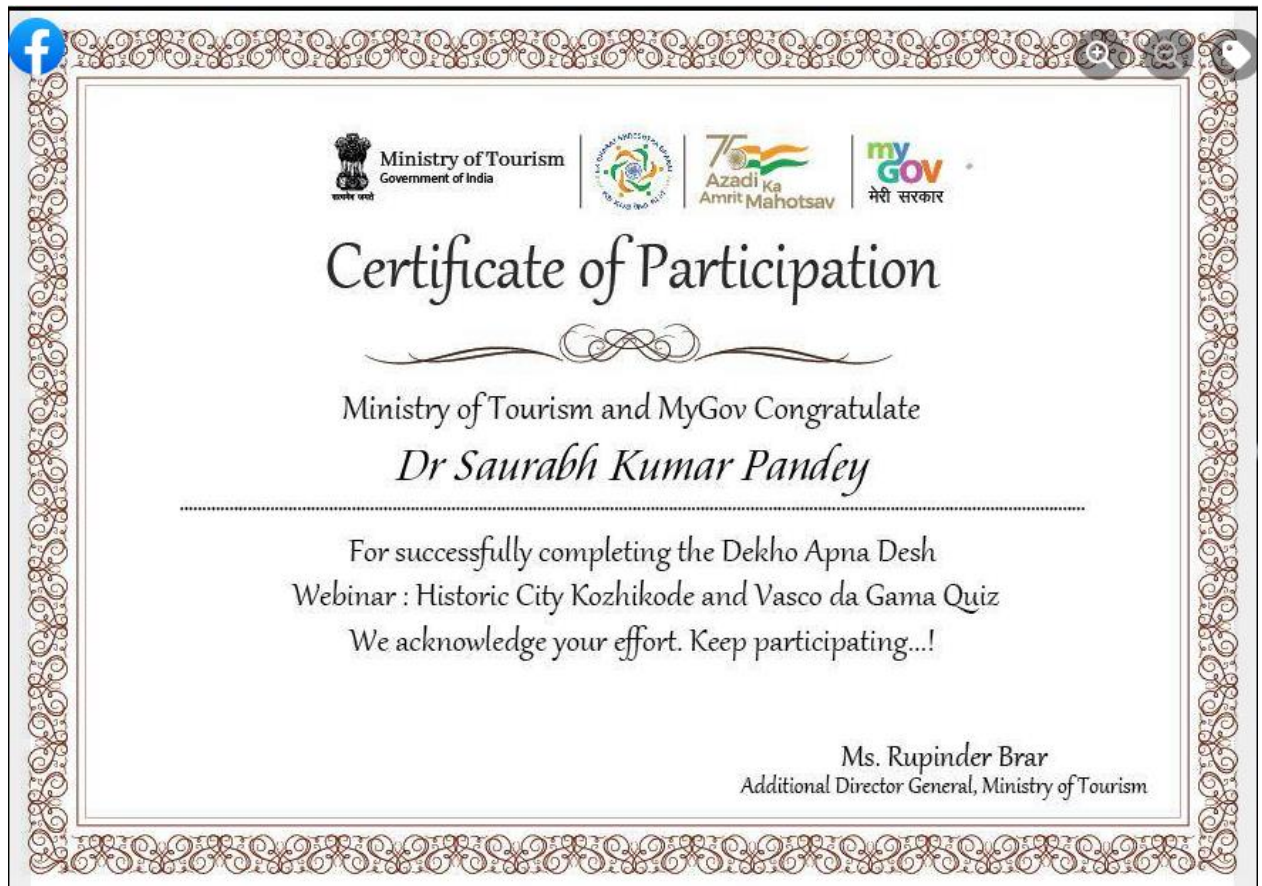 Ministry of Tourism
Government of India
सत्यमेव जयते
75
Azadi Ka
Amrit Mahotsav
my
GOV
मेरी सरकार
Certificate of Participation
Ministry of Tourism and MyGov Congratulate
Dr Saurabh Kumar Pandey
For successfully completing the Dekho Apna Desh
Webinar : Historic City Kozhikode and Vasco da Gama Quiz
We acknowledge your effort. Keep participating...!
Ms. Rupinder Brar
Additional Director General, Ministry of Tourism